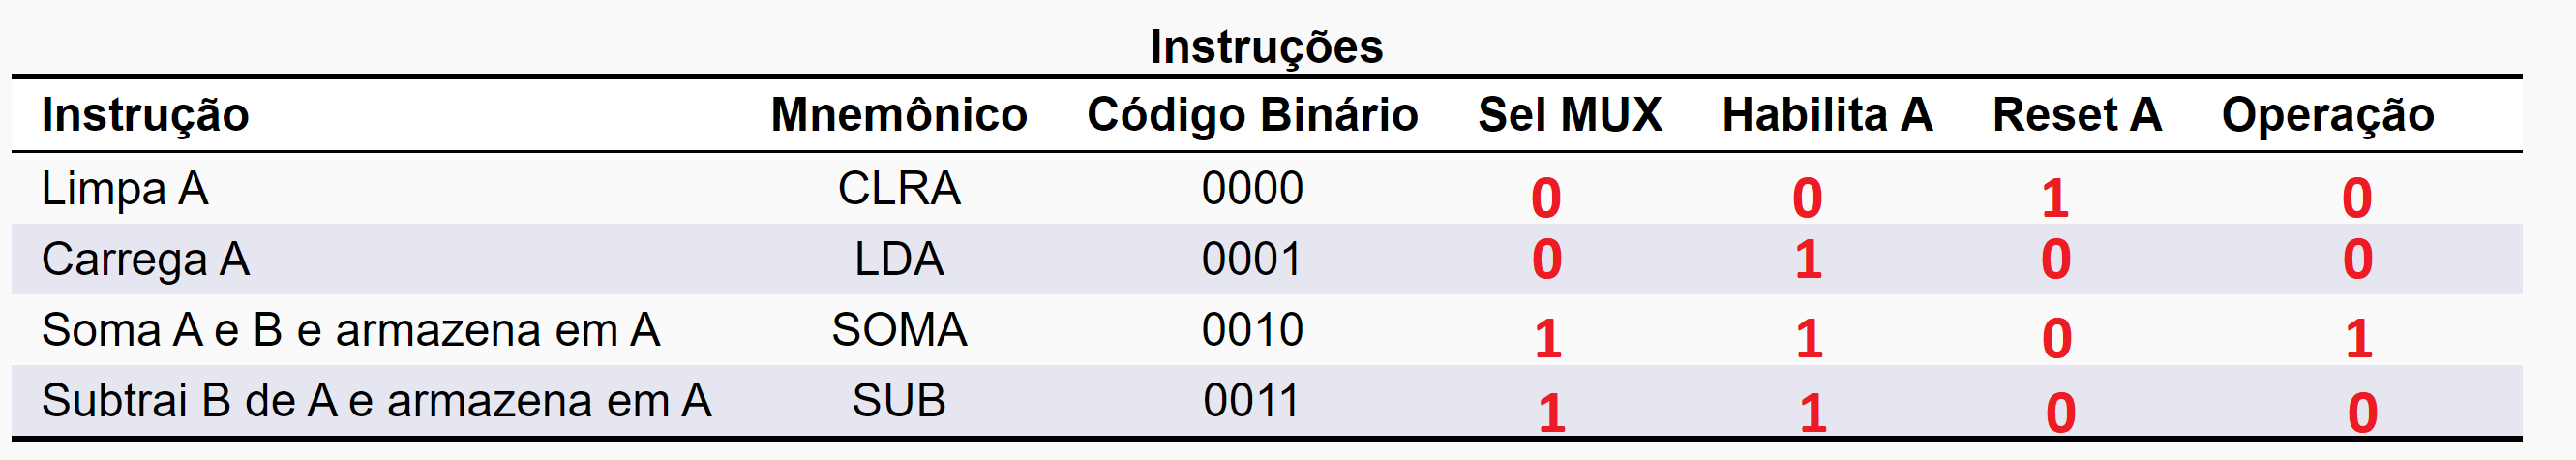 Instruções
Instrução Mnemônico Código Binário Sel MUX Habilita A Reset A Operação
Limpa A CLRA 0000 0 0 1 0
Carrega A LDA 0001 0 1 0 0
Soma A e B e armazena em A SOMA 0010 1 1 0 1
Subtrai B de A e armazena em A SUB 0011 1 1 0 0